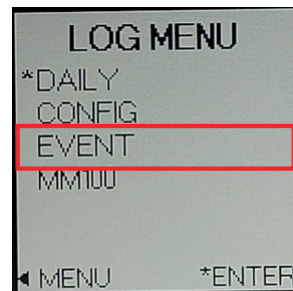 LOG MENU
*DAILY
CONFIG
EVENT
MM100
MENU *ENTER